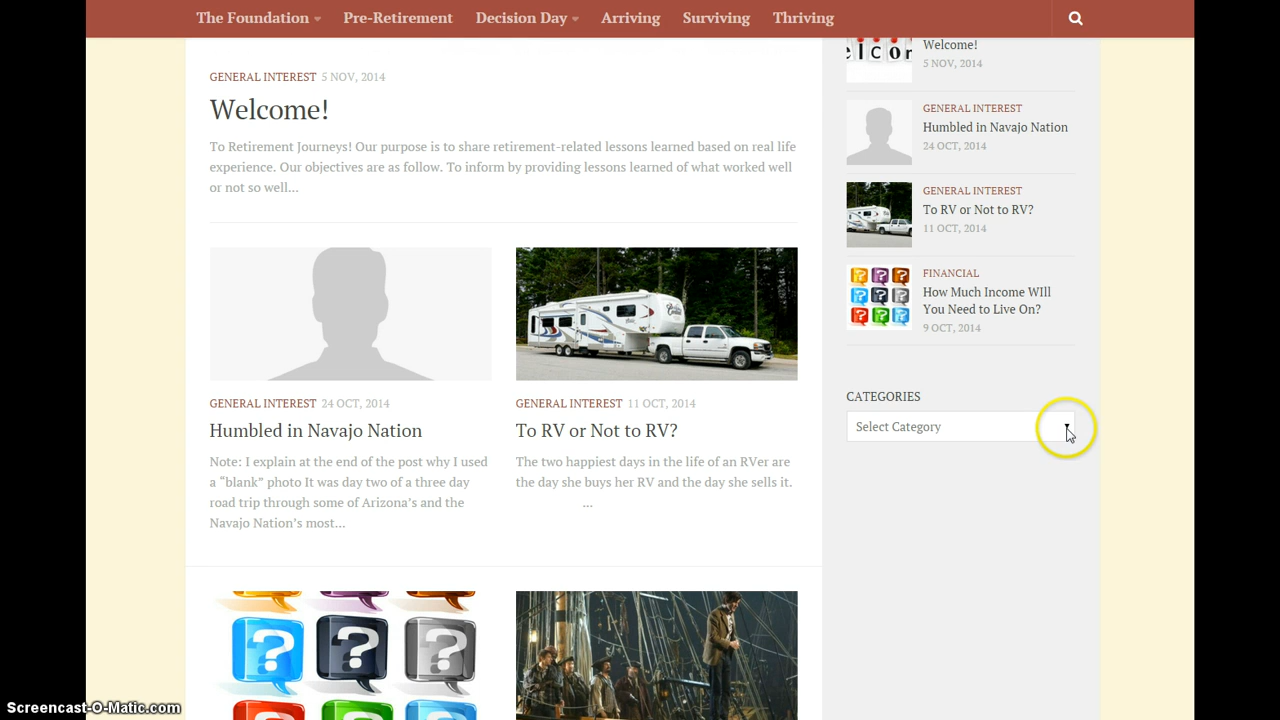 The Foundation
Pre-Retirement
Decision Day
Arriving
Surviving
Thriving
GENERAL INTEREST 5 NOV, 2014
Welcome!
To Retirement Journeys! Our purpose is to share retirement-related lessons learned based on real life
experience. Our objectives are as follow. To inform by providing lessons learned of what worked well
or not so well...
GENERAL INTEREST 24 OCT, 2014
Humbled in Navajo Nation
Note: I explain at the end of the post why I used
a “blank” photo It was day two of a three day
road trip through some of Arizona’s and the
Navajo Nation’s most...
GENERAL INTEREST 11 OCT, 2014
To RV or Not to RV?
The two happiest days in the life of an RVer are
the day she buys her RV and the day she sells it.
...
elcor
Welcome!
5 NOV, 2014
GENERAL INTEREST
Humbled in Navajo Nation
24 OCT, 2014
GENERAL INTEREST
To RV or Not to RV?
11 OCT, 2014
FINANCIAL
How Much Income WIll
You Need to Live On?
9 OCT, 2014
CATEGORIES
Select Category
Screencast-O-Matic.com